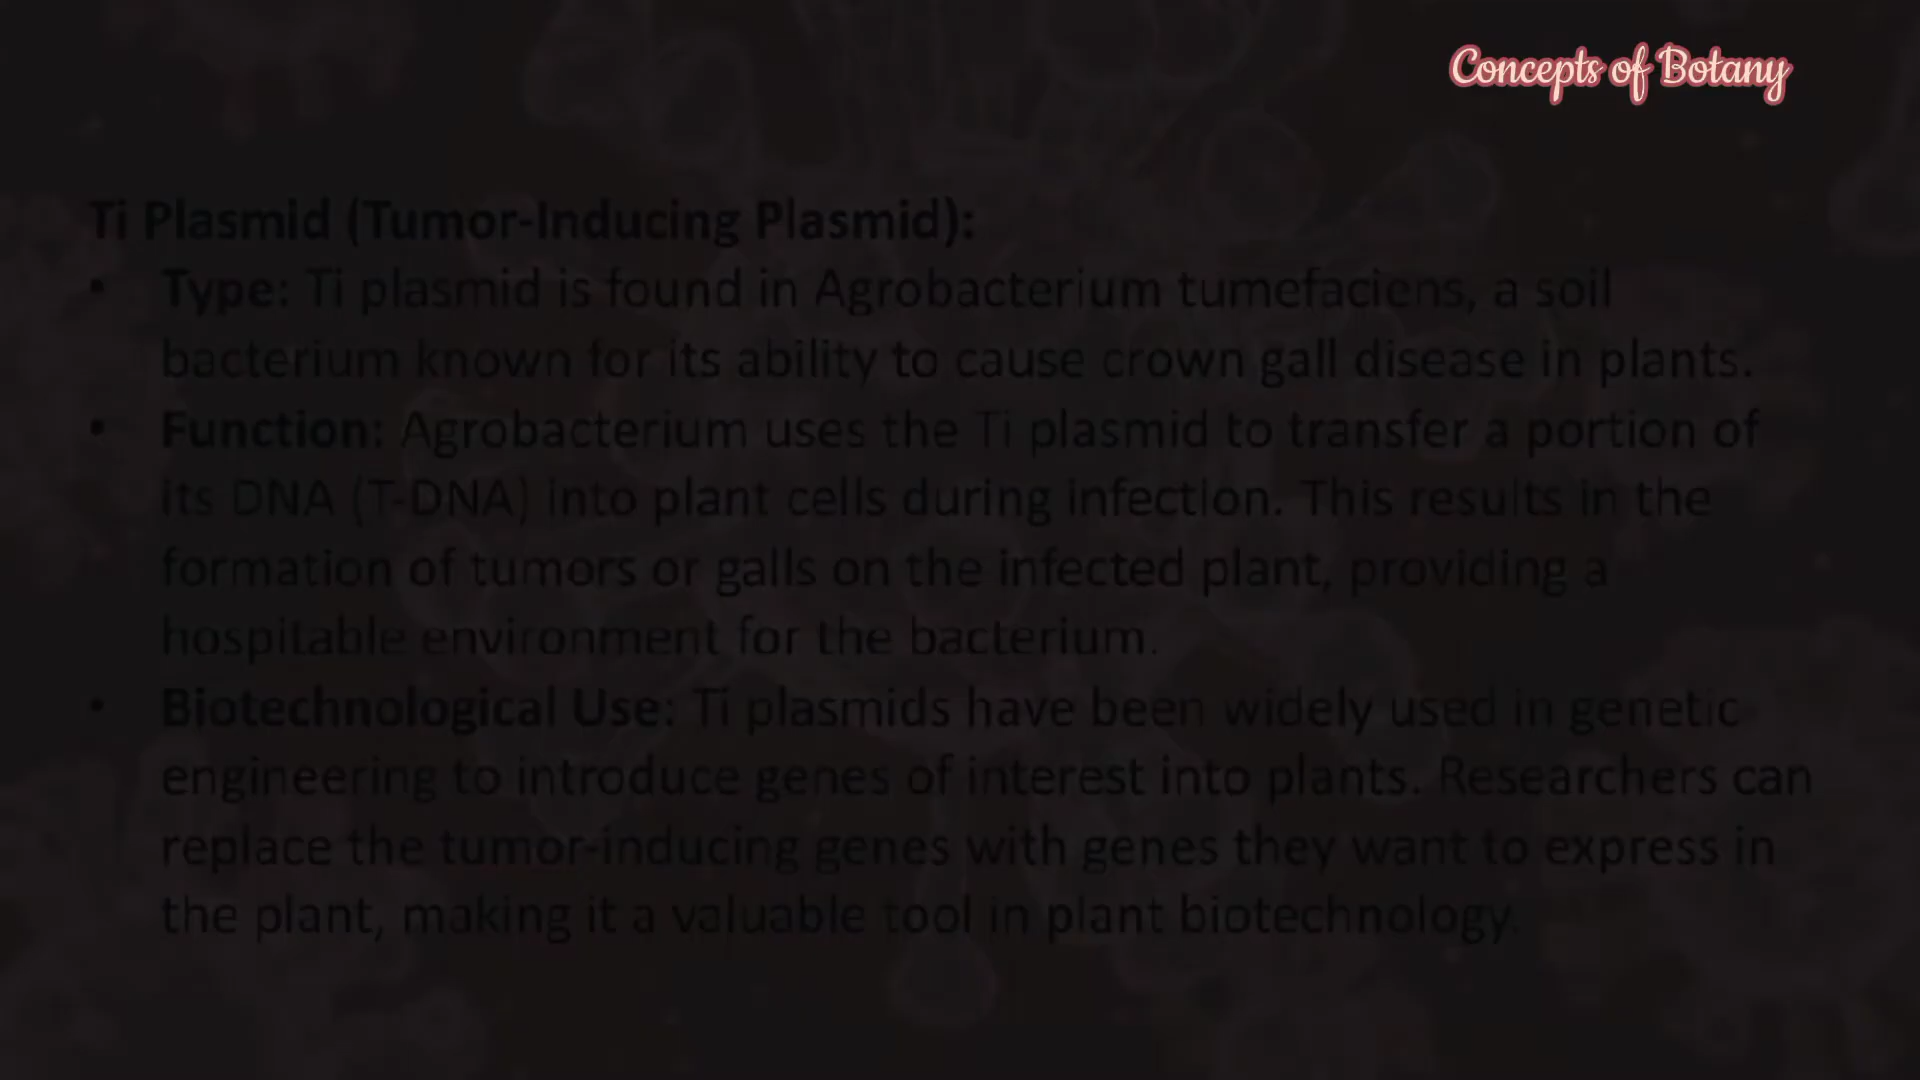 Concepts of Botany
Ti Plasmid (Tumor-Inducing Plasmid):
• Type: Ti plasmid is found in Agrobacterium tumefaciens, a soil
bacterium known for its ability to cause crown gall disease in plants.
• Function: Agrobacterium uses the Ti plasmid to transfer a portion of
its DNA (T-DNA) into plant cells during infection. This results in the
formation of tumors or galls on the infected plant, providing a
hospitable environment for the bacterium.
• Biotechnological Use: Ti plasmids have been widely used in genetic
engineering to introduce genes of interest into plants. Researchers can
replace the tumor-inducing genes with genes they want to express in
the plant, making it a valuable tool in plant biotechnology.